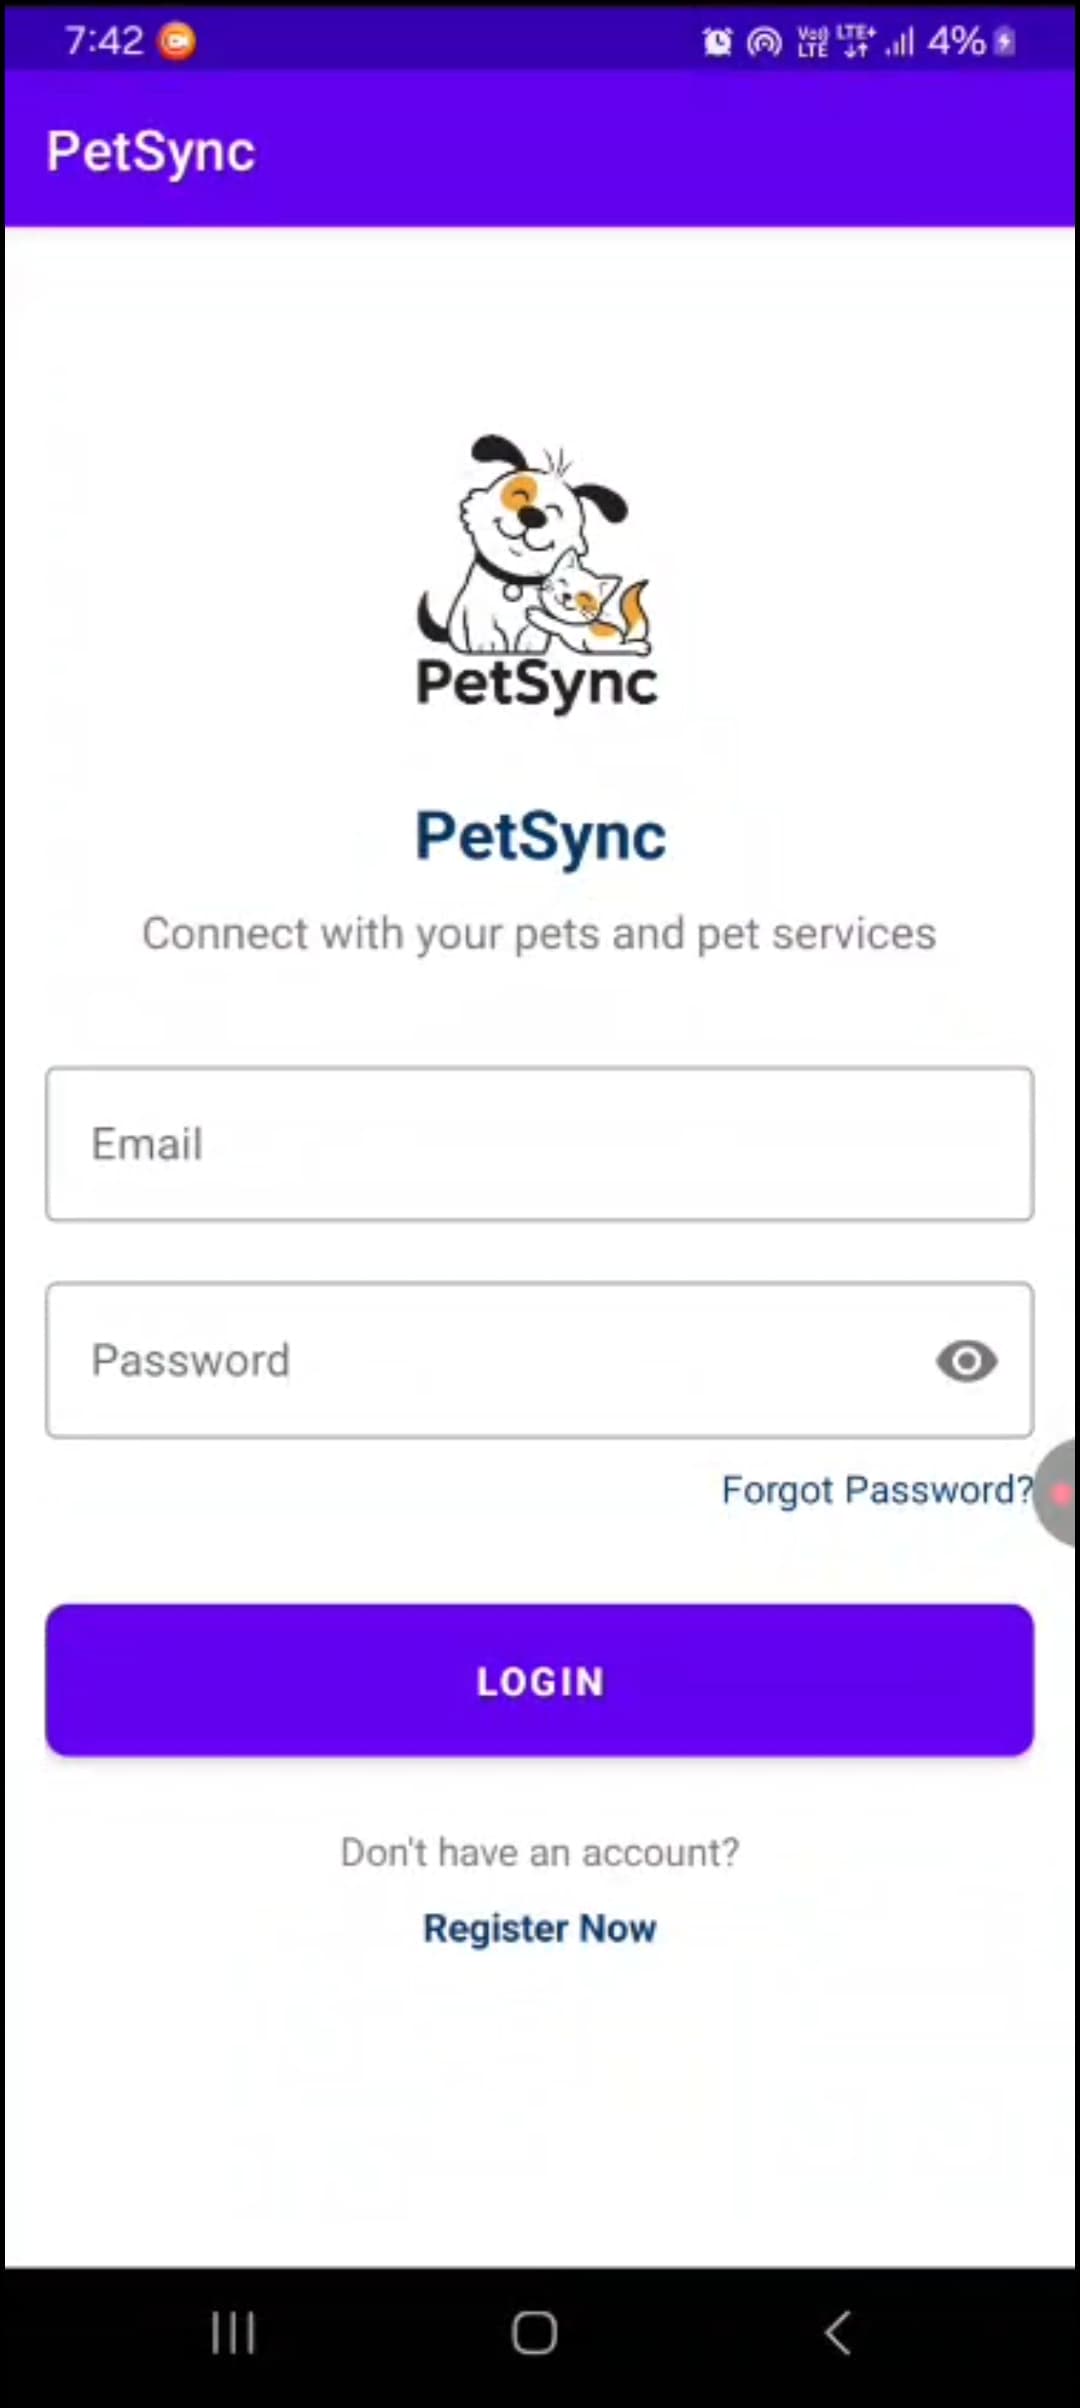 7:42 Vo)) LTE LTE+ 4%
PetSync
PetSync
PetSync
Connect with your pets and pet services
Email
Password
Forgot Password?
LOGIN
Don't have an account?
Register Now